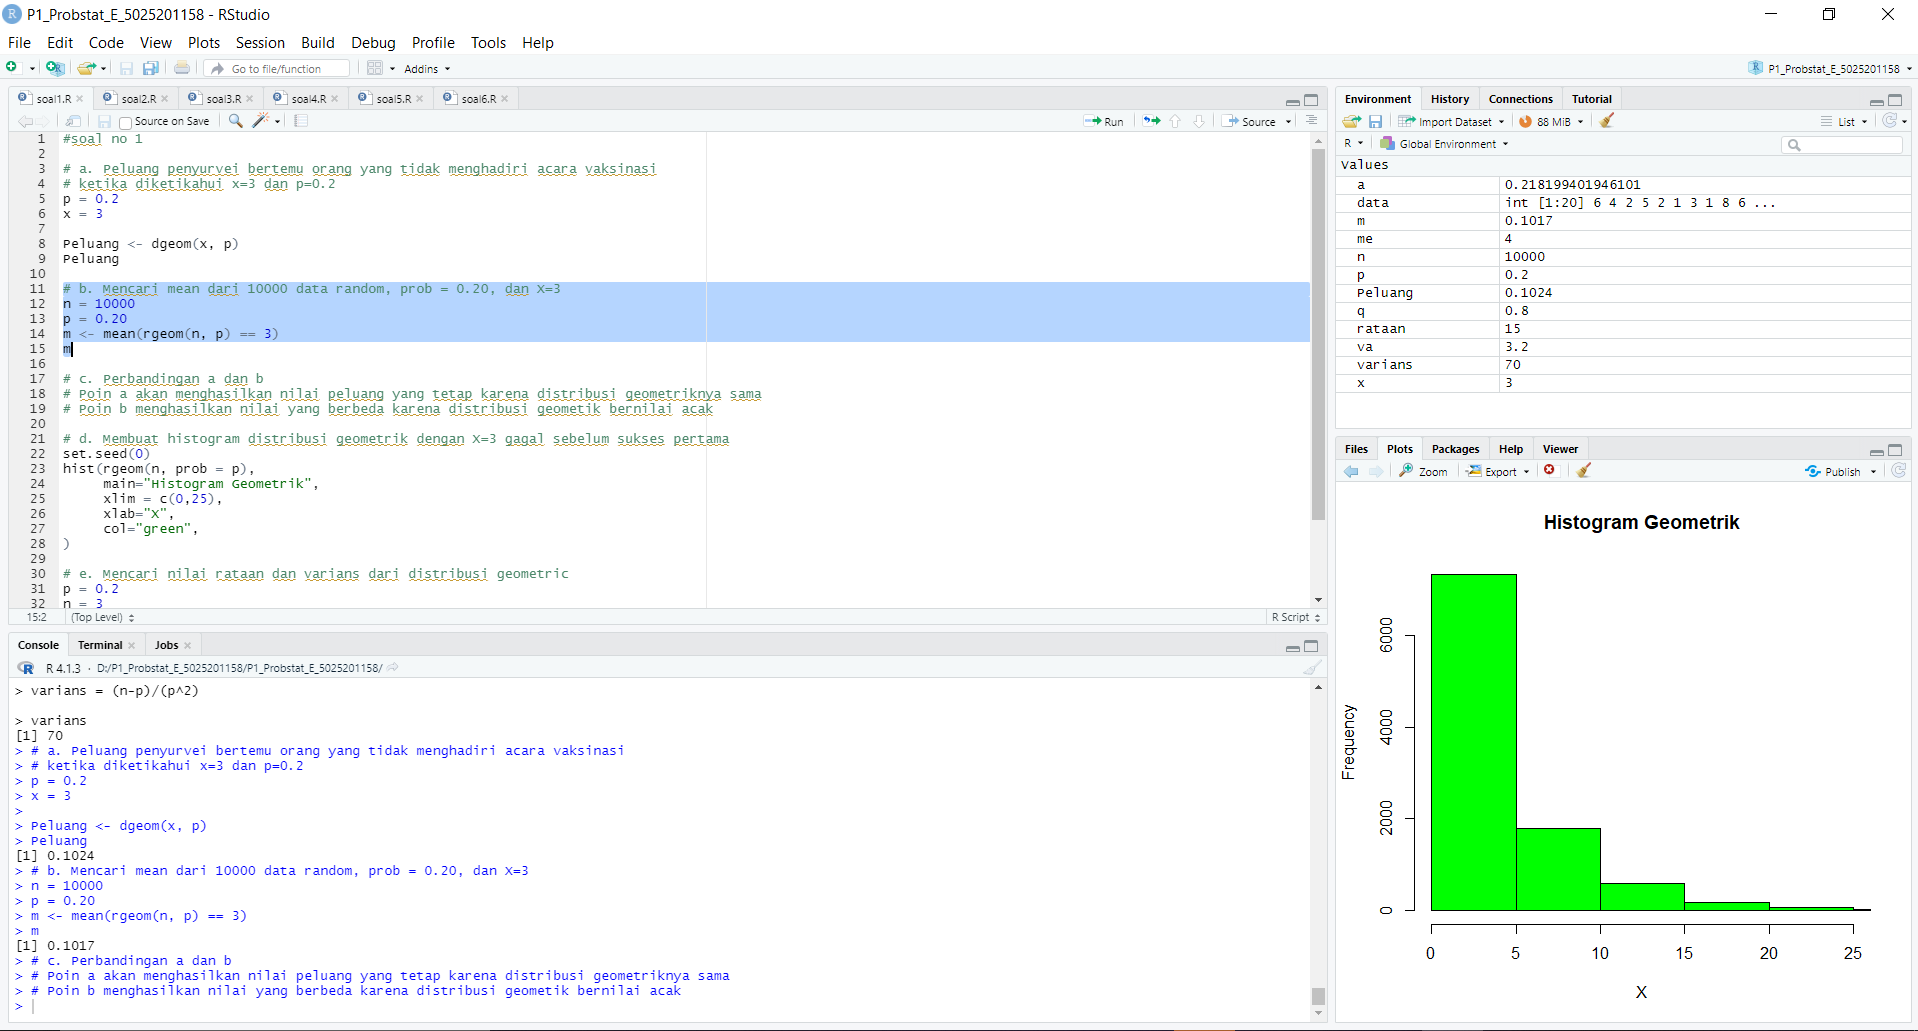 P1_Probstat_E_5025201158 - RStudio
File Edit Code View Plots Session Build Debug Profile Tools Help
Go to file/function Addins P1_Probstat_E_5025201158
soal1.R soal2.R soal3.R soal4.R soal5.R soal6.R
Source on Save Run Source
1 #soal no 1
2
3 # a. Peluang penyurvei bertemu orang yang tidak menghadiri acara vaksinasi
4 # ketika diketikahui x=3 dan p=0.2
5 p = 0.2
6 x = 3
7
8 Peluang <- dgeom(x, p)
9 Peluang
10
11 # b. Mencari mean dari 10000 data random, prob = 0.20, dan X=3
12 n = 10000
13 p = 0.20
14 m <- mean(rgeom(n, p) == 3)
15 m
16
17 # c. Perbandingan a dan b
18 # Poin a akan menghasilkan nilai peluang yang tetap karena distribusi geometriknya sama
19 # Poin b menghasilkan nilai yang berbeda karena distribusi geometik bernilai acak
20
21 # d. Membuat histogram distribusi geometrik dengan X=3 gagal sebelum sukses pertama
22 set.seed(0)
23 hist(rgeom(n, prob = p),
24 main="Histogram Geometrik",
25 xlim = c(0,25),
26 xlab="X",
27 col="green",
28 )
29
30 # e. Mencari nilai rataan dan varians dari distribusi geometric
31 p = 0.2
32 n = 3
15:2 (Top Level) R Script
Console Terminal Jobs
R 4.1.3 · D:/P1_Probstat_E_5025201158/P1_Probstat_E_5025201158/
> varians = (n-p)/(p^2)
> varians
[1] 70
> # a. Peluang penyurvei bertemu orang yang tidak menghadiri acara vaksinasi
> # ketika diketikahui x=3 dan p=0.2
> p = 0.2
> x = 3
>
> Peluang <- dgeom(x, p)
> Peluang
[1] 0.1024
> # b. Mencari mean dari 10000 data random, prob = 0.20, dan X=3
> n = 10000
> p = 0.20
> m <- mean(rgeom(n, p) == 3)
> m
[1] 0.1017
> # c. Perbandingan a dan b
> # Poin a akan menghasilkan nilai peluang yang tetap karena distribusi geometriknya sama
> # Poin b menghasilkan nilai yang berbeda karena distribusi geometik bernilai acak
>
Environment History Connections Tutorial
Import Dataset 88 MiB List
R Global Environment
Values
a 0.218199401946101
data int [1:20] 6 4 2 5 2 1 3 1 8 6 ...
m 0.1017
me 4
n 10000
p 0.2
Peluang 0.1024
q 0.8
rataan 15
va 3.2
varians 70
x 3
Files Plots Packages Help Viewer
Zoom Export Publish
Histogram Geometrik
Frequency
6000
4000
2000
0
0 5 10 15 20 25
X